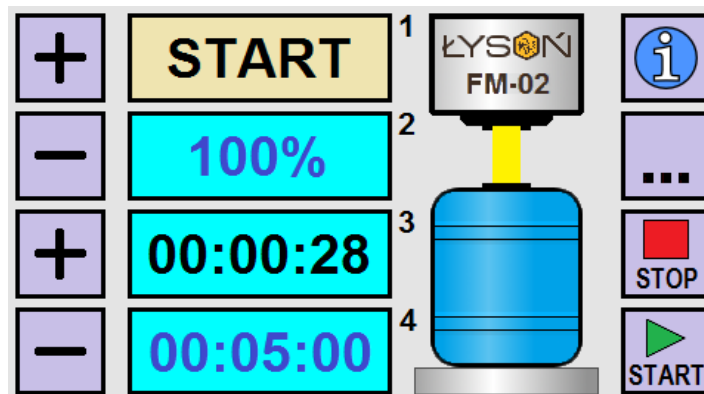 +
START
1
ŁYSOŃ
FM-02
−
100%
2
...
+
00:00:28
3
STOP
−
00:05:00
4
START